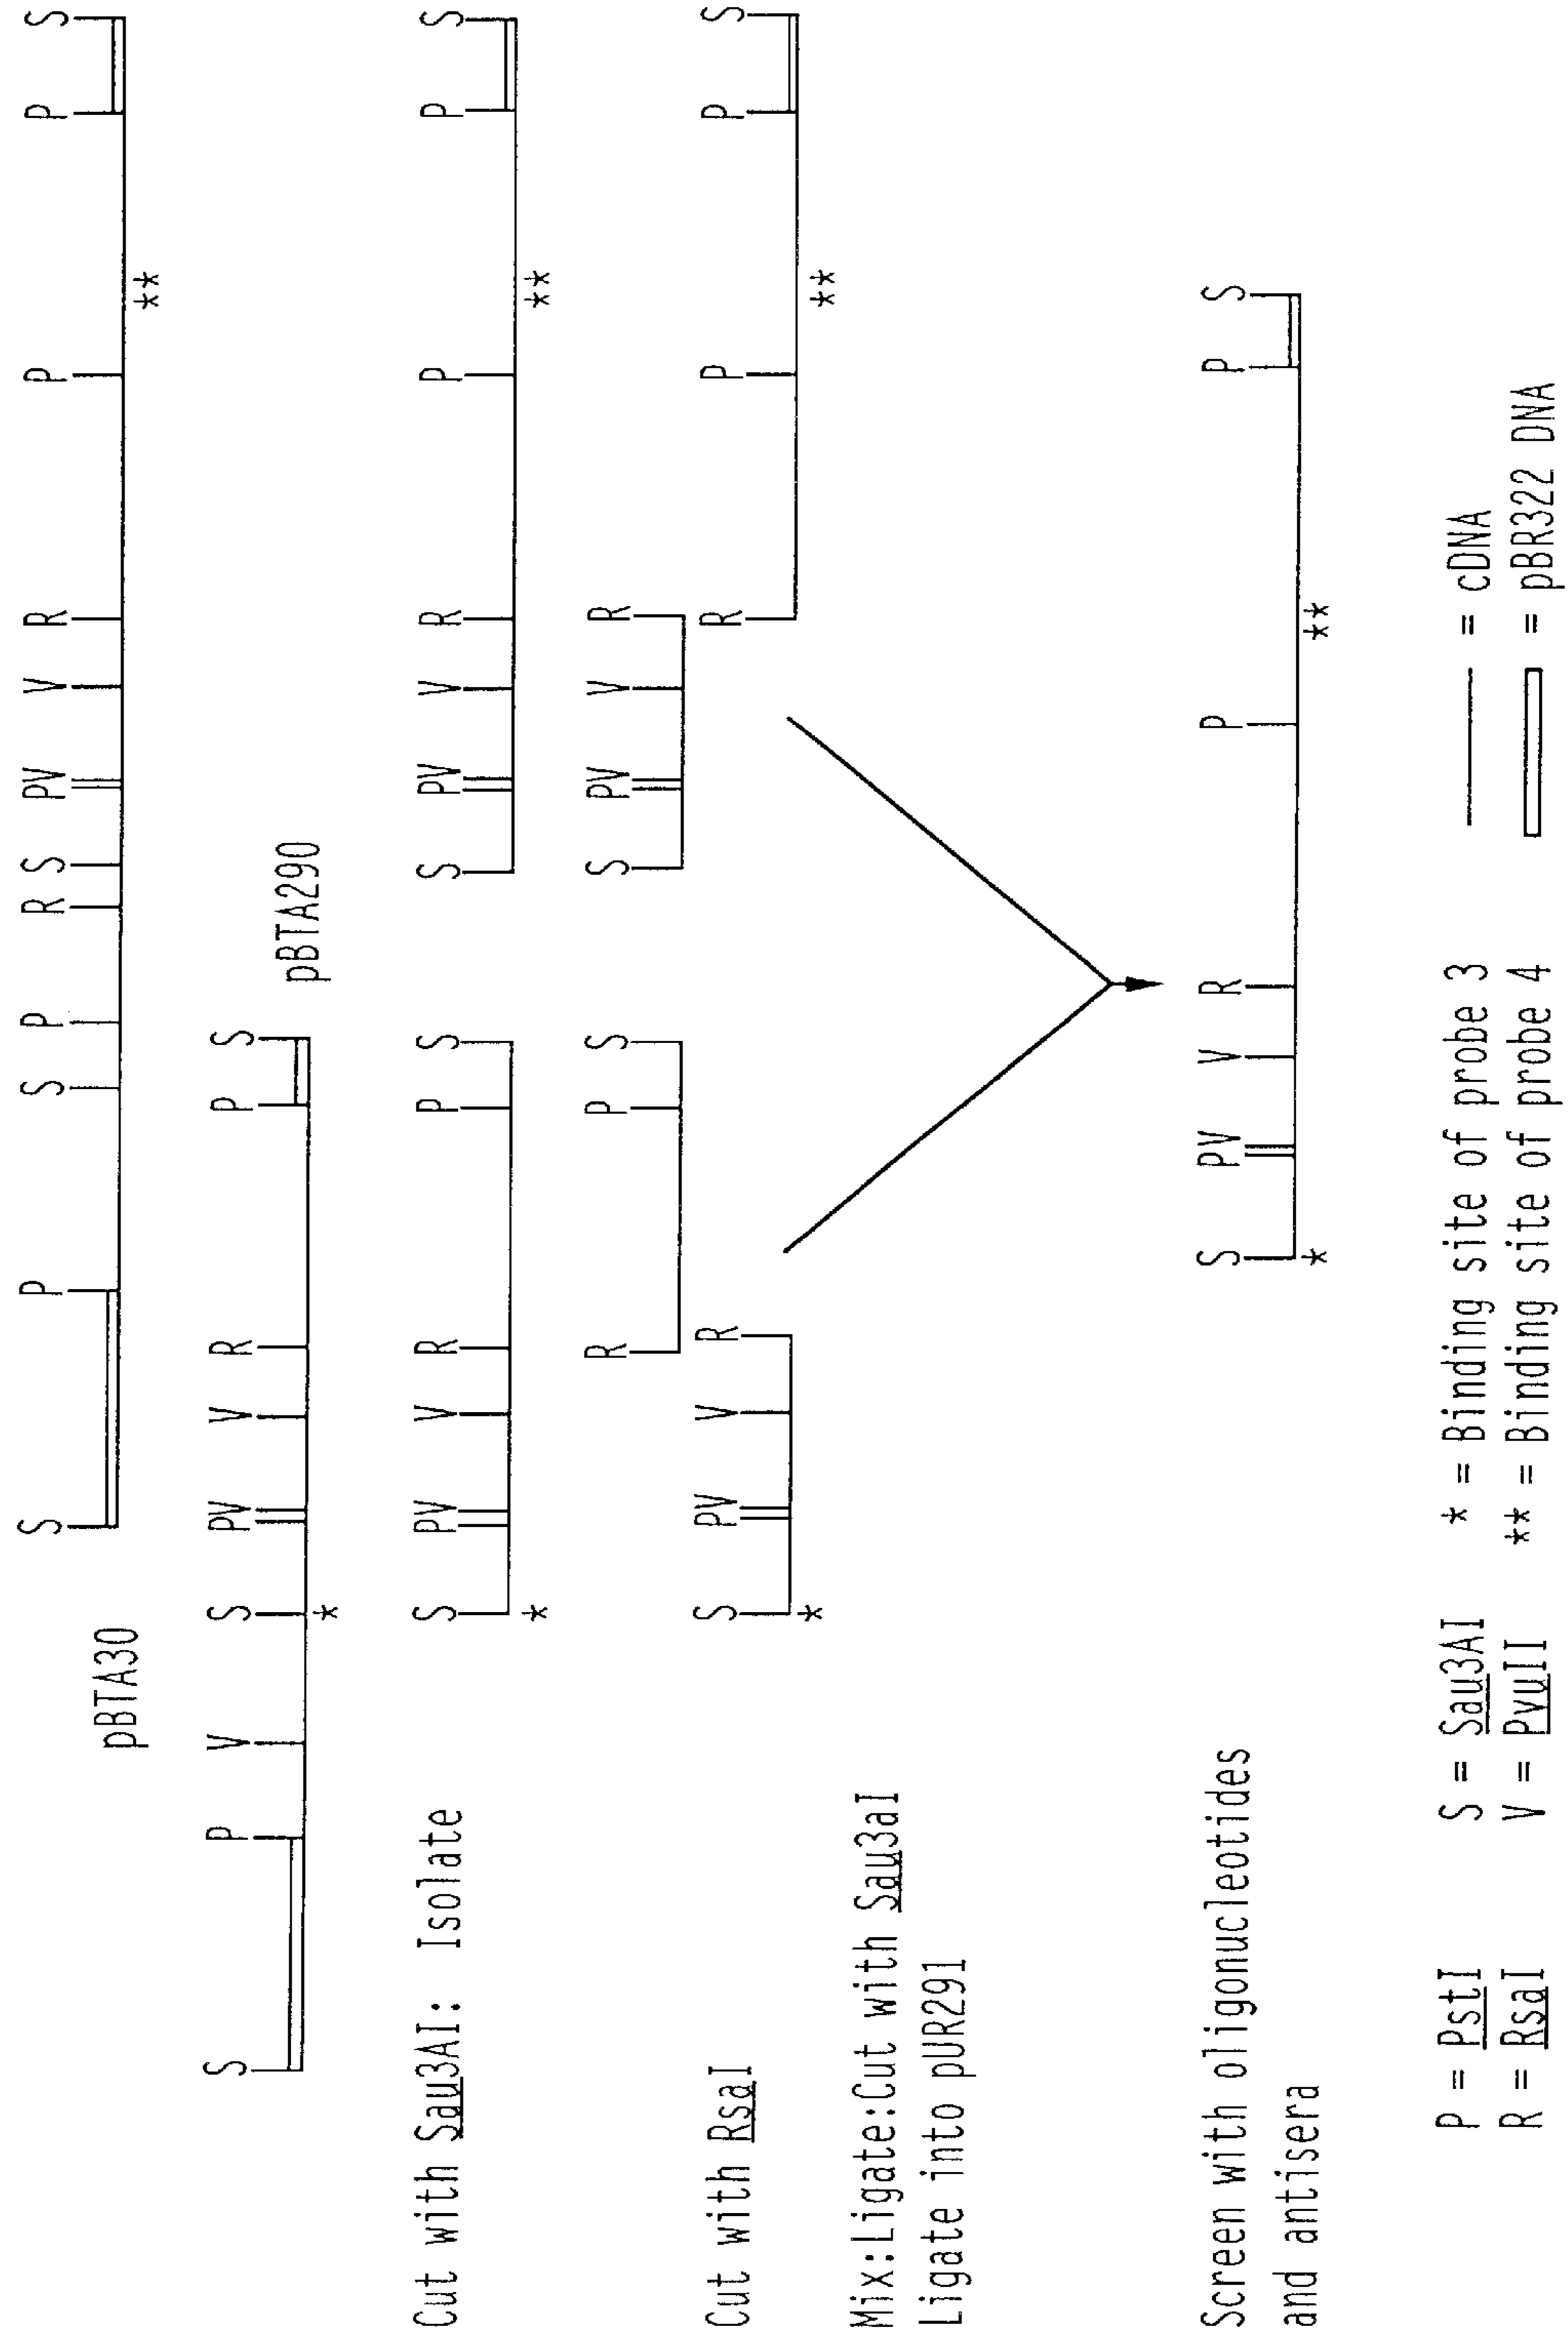 S P S P R S PV V R P P S
pBTA30 **
S P V S PV V R P S
pBTA290
*
Cut with Sau3AI: Isolate S PV V R P S S PV V R P P S
* **
R P S S PV V R
Cut with RsaI S PV V R R P P S
* **
Mix:Ligate:Cut with Sau3aI
Ligate into pUR291
Screen with oligonucleotides S PV V R P P S
and antisera * **
P = PstI S = Sau3AI * = Binding site of probe 3 = cDNA
R = RsaI V = PvuII ** = Binding site of probe 4 = pBR322 DNA